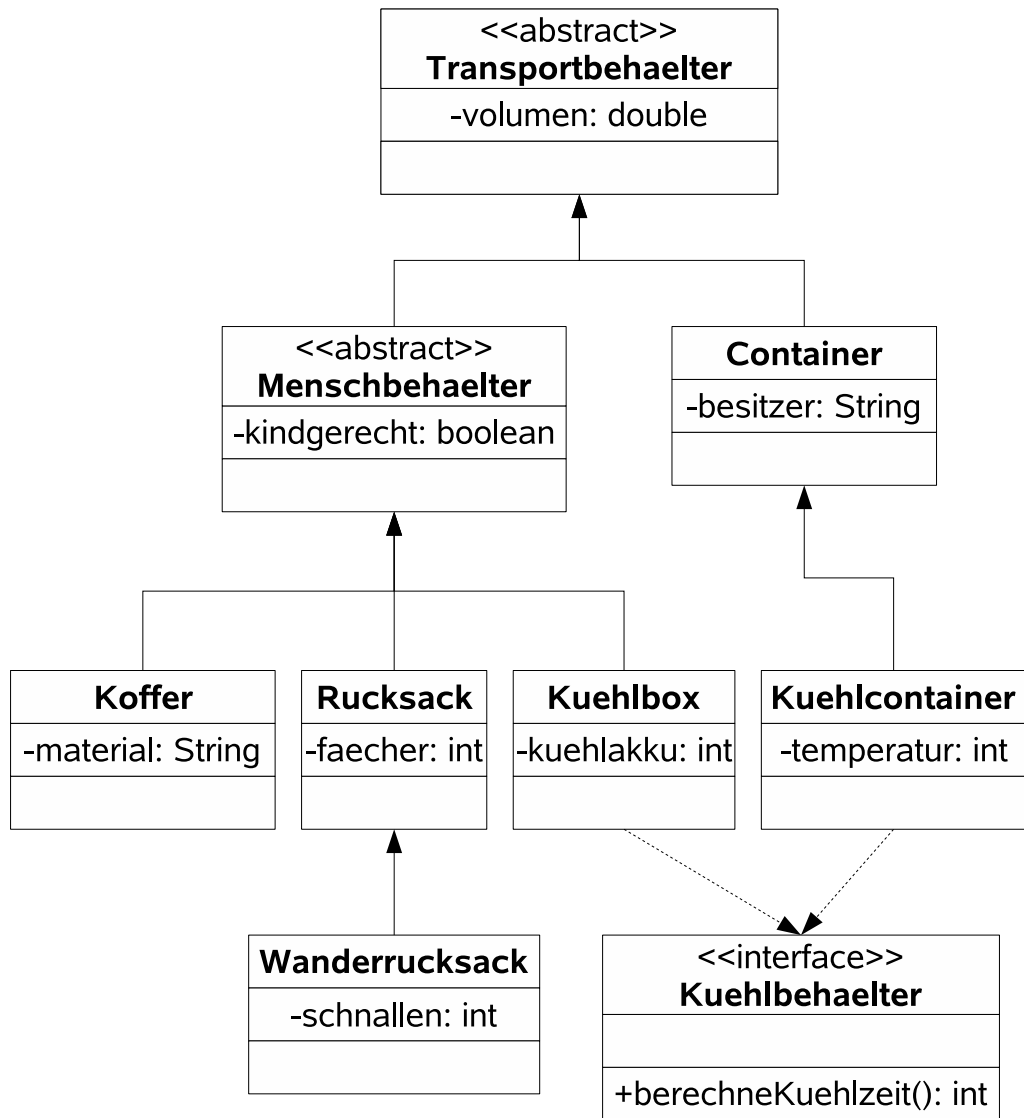 <<abstract>>
Transportbehaelter
-volumen: double
<<abstract>>
Menschbehaelter
-kindgerecht: boolean
Container
-besitzer: String
Koffer
-material: String
Rucksack
-faecher: int
Kuehlbox
-kuehlakku: int
Kuehlcontainer
-temperatur: int
Wanderrucksack
-schnallen: int
<<interface>>
Kuehlbehaelter
+berechneKuehlzeit(): int